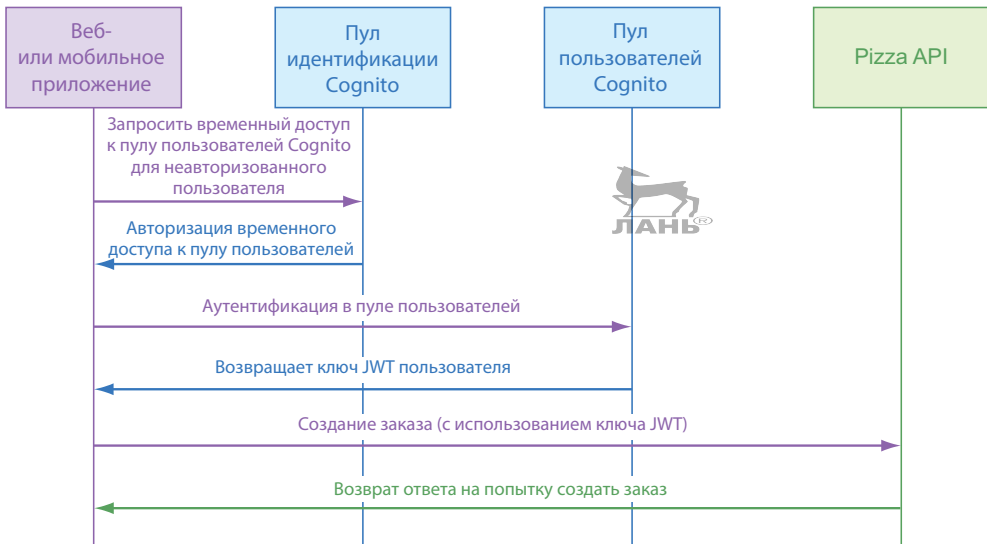 Веб-
или мобильное
приложение
Пул
идентификации
Cognito
Пул
пользователей
Cognito
Pizza API
Запросить временный доступ
к пулу пользователей Cognito
для неавторизованного
пользователя
ЛАНЬ®
Авторизация временного
доступа к пулу пользователей
Аутентификация в пуле пользователей
Возвращает ключ JWT пользователя
Создание заказа (с использованием ключа JWT)
Возврат ответа на попытку создать заказ